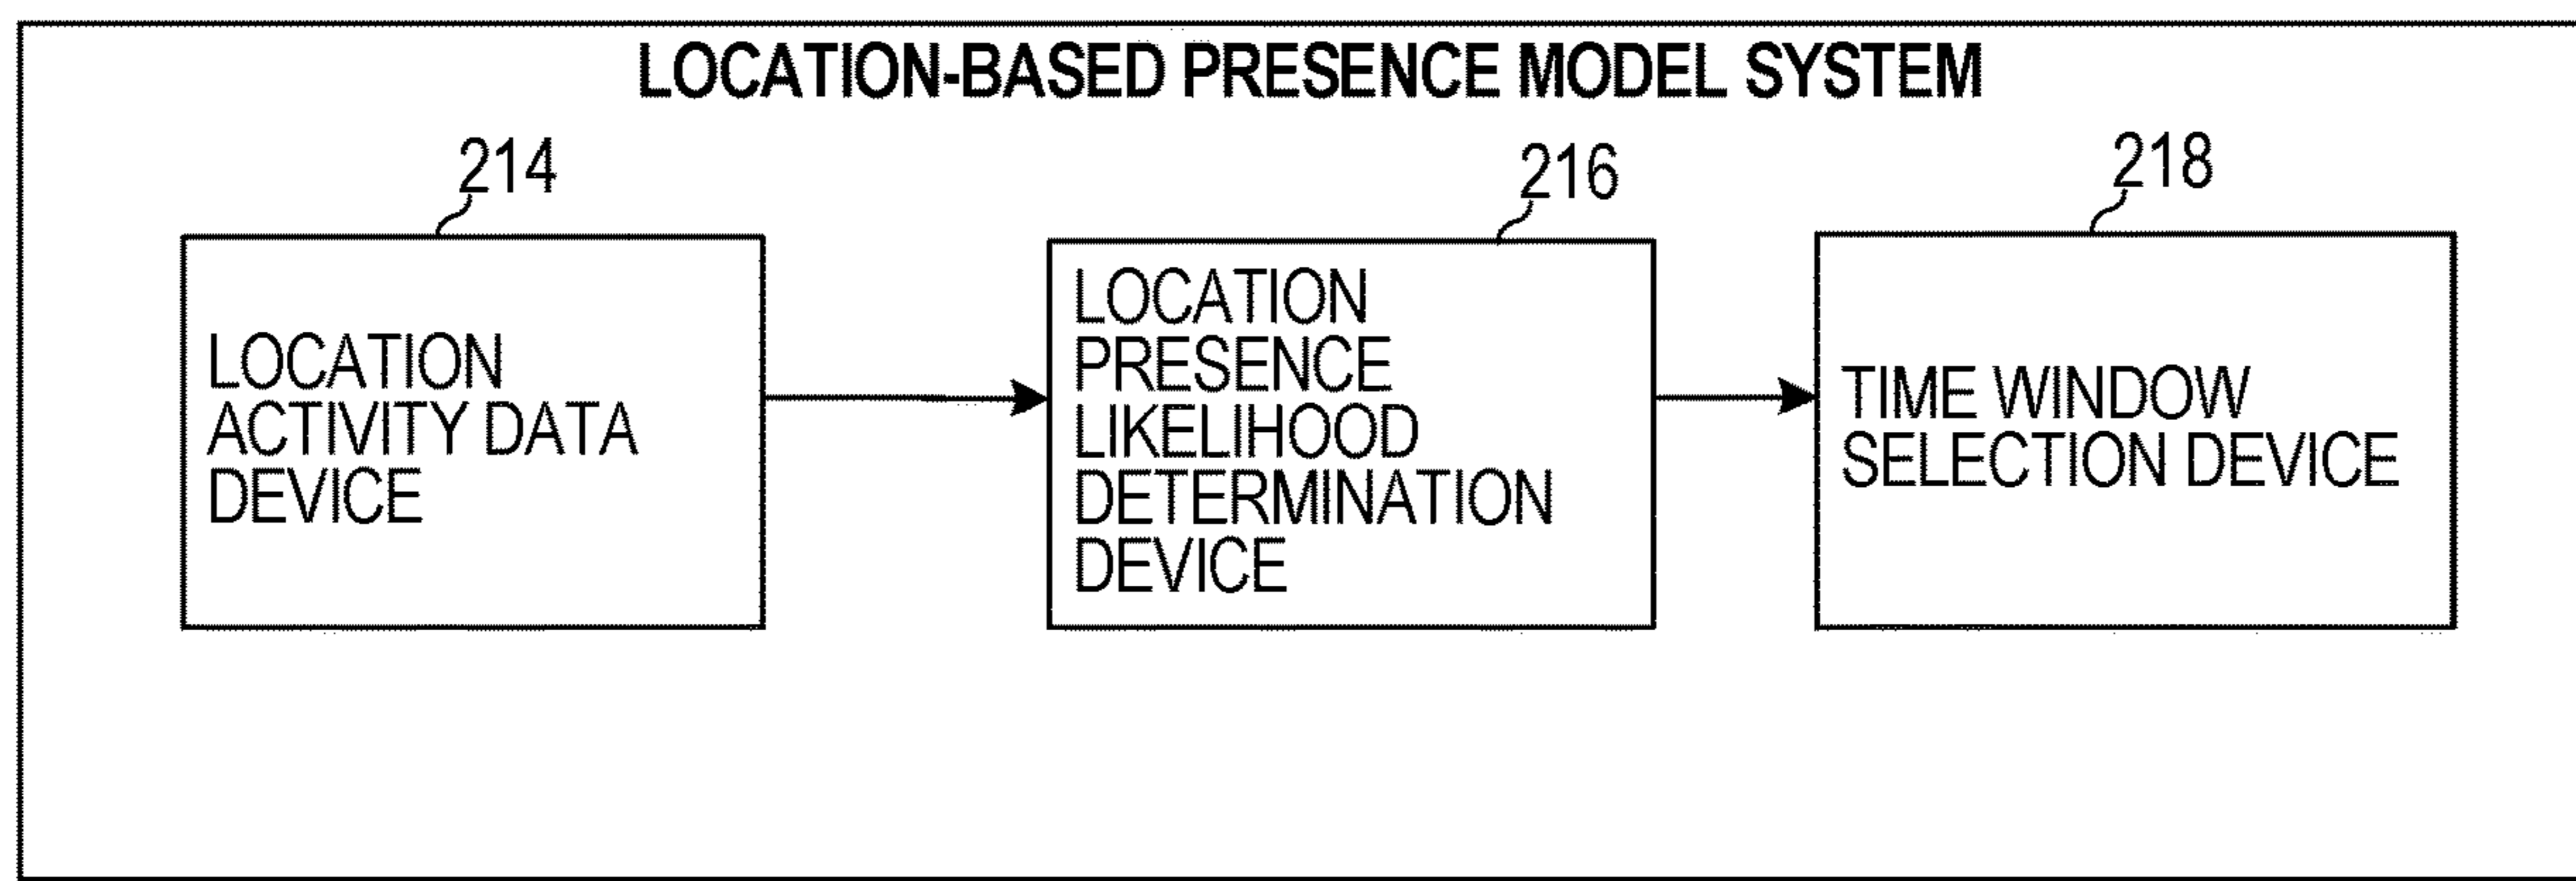 LOCATION-BASED PRESENCE MODEL SYSTEM
214
216
218
LOCATION
ACTIVITY DATA
DEVICE
LOCATION
PRESENCE
LIKELIHOOD
DETERMINATION
DEVICE
TIME WINDOW
SELECTION DEVICE